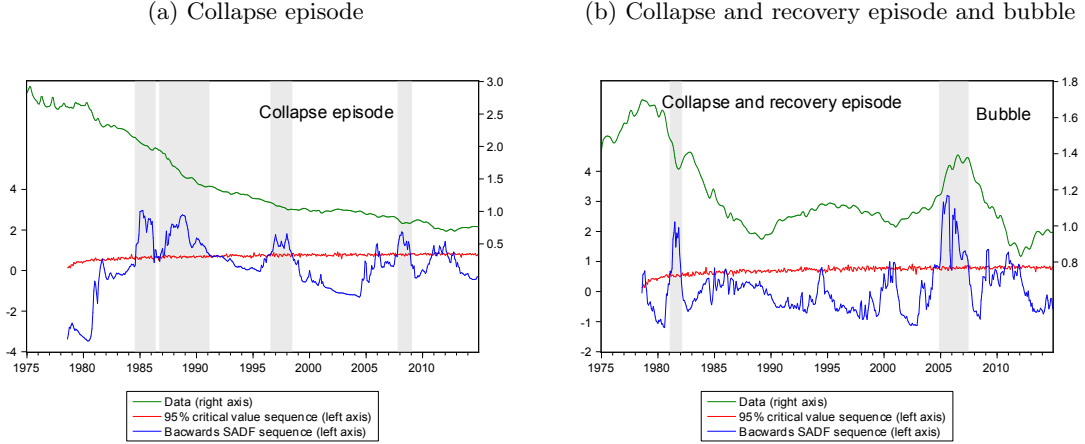 (a) Collapse episode
(b) Collapse and recovery episode and bubble
3.0
2.5
2.0
1.5
1.0
0.5
4
2
0
-2
-4
Collapse episode
1975 1980 1985 1990 1995 2000 2005 2010
Data (right axis)
95% critical value sequence (left axis)
Bacwards SADF sequence (left axis)
1.8
1.6
1.4
1.2
1.0
0.8
4
3
2
1
0
-1
-2
Collapse and recovery episode
Bubble
1975 1980 1985 1990 1995 2000 2005 2010
Data (right axis)
95% critical value sequence (left axis)
Bacwards SADF sequence (left axis)